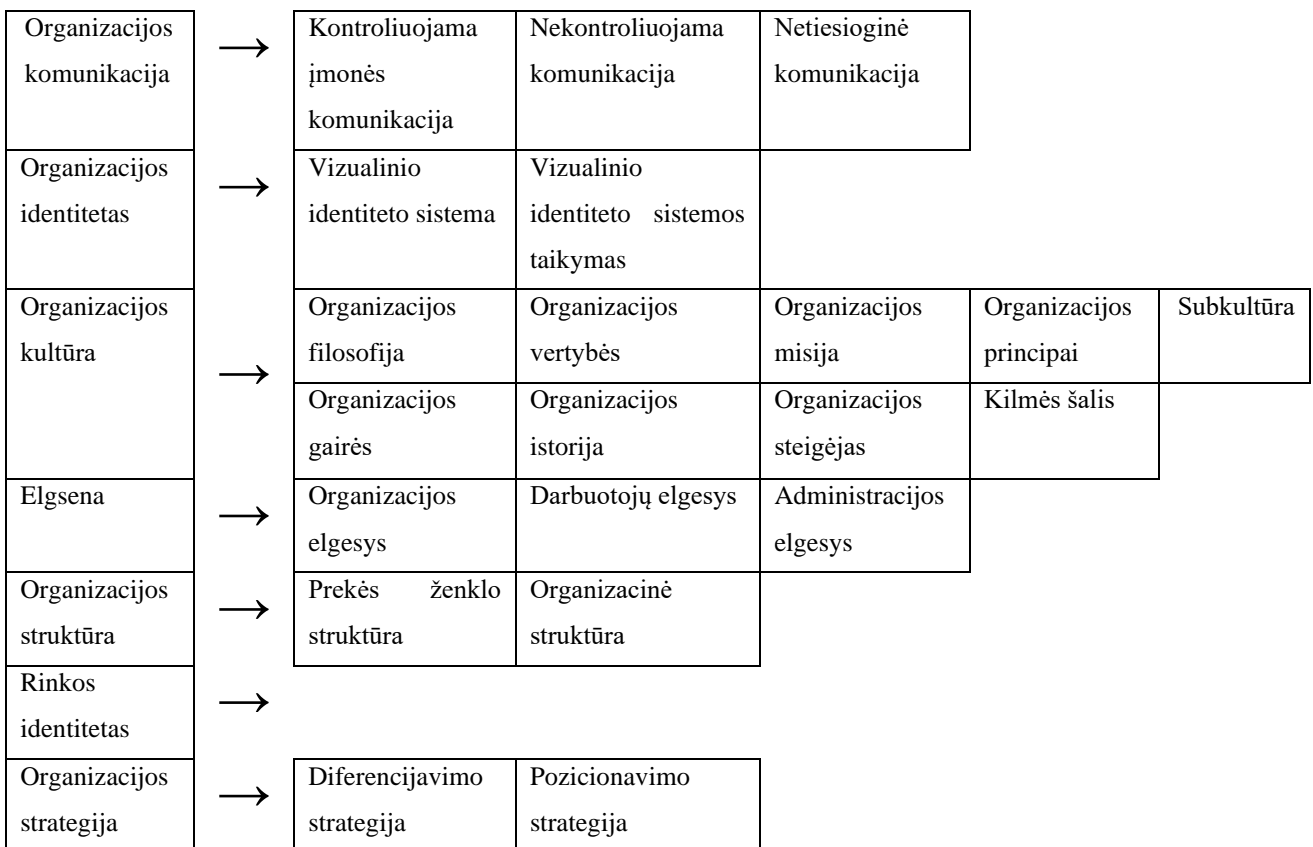 Organizacijos → Kontroliuojama Nekontroliuojama Netiesioginė
komunikacija įmonės komunikacija komunikacija
komunikacija
Organizacijos → Vizualinio Vizualinio
identitetas identiteto sistema identiteto sistemos
taikymas
Organizacijos Organizacijos Organizacijos Organizacijos Organizacijos Subkultūra
kultūra → filosofija vertybės misija principai
Organizacijos Organizacijos Organizacijos Kilmės šalis
gairės istorija steigėjas
Elgsena → Organizacijos Darbuotojų elgesys Administracijos
elgesys elgesys
Organizacijos → Prekės ženklo Organizacinė
struktūra struktūra struktūra
Rinkos →
identitetas
Organizacijos → Diferencijavimo Pozicionavimo
strategija strategija strategija